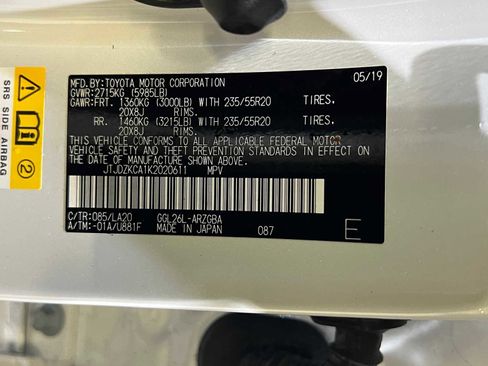 MFD.BY:TOYOTA MOTOR CORPORATION 05/19
GVWR:2715KG (5985LB)
GAWR:FRT. 1360KG (3000LB) WITH 235/55R20 TIRES,
20X8J RIMS.
RR. 1460KG (3215LB) WITH 235/55R20 TIRES,
20X8J RIMS.
THIS VEHICLE CONFORMS TO ALL APPLICABLE FEDERAL MOTOR
VEHICLE SAFETY AND THEFT PREVENTION STANDARDS IN EFFECT
ON THE DATE OF MANUFACTURE SHOWN ABOVE.
JTJDZKCA1K2020611 MPV
C/TR:085/LA20 GGL26L-ARZGBA
A/TM:-01A/U881F MADE IN JAPAN 087 E
SRS SIDE AIRBAG
2